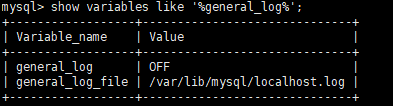 mysql> show variables like '%general_log%';
+------------------+------------------------------+
| Variable_name    | Value                        |
+------------------+------------------------------+
| general_log      | OFF                          |
| general_log_file | /var/lib/mysql/localhost.log |
+------------------+------------------------------+